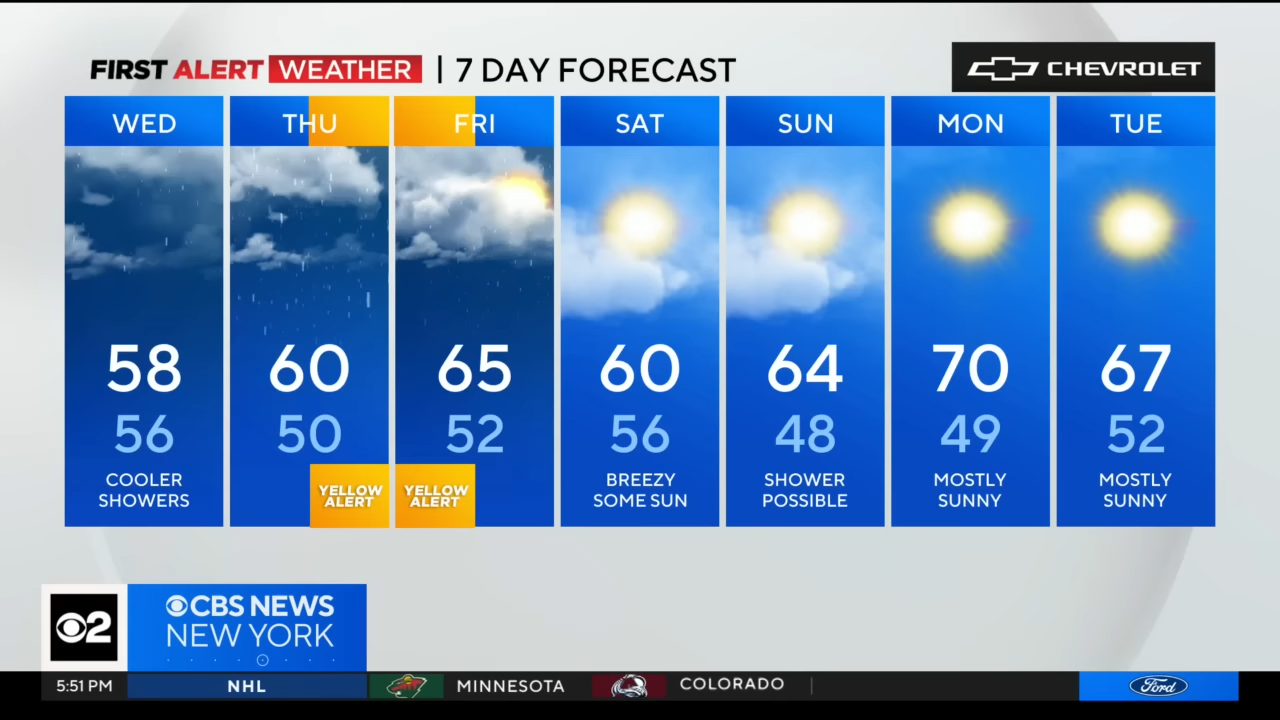 FIRST ALERT WEATHER | 7 DAY FORECAST
CHEVROLET
WED
THU
FRI
SAT
SUN
MON
TUE
58
60
65
60
64
70
67
56
50
52
56
48
49
52
COOLER
SHOWERS
YELLOW
ALERT
YELLOW
ALERT
BREEZY
SOME SUN
SHOWER
POSSIBLE
MOSTLY
SUNNY
MOSTLY
SUNNY
2
CBS NEWS
NEW YORK
5:51 PM
NHL
MINNESOTA
COLORADO
Ford